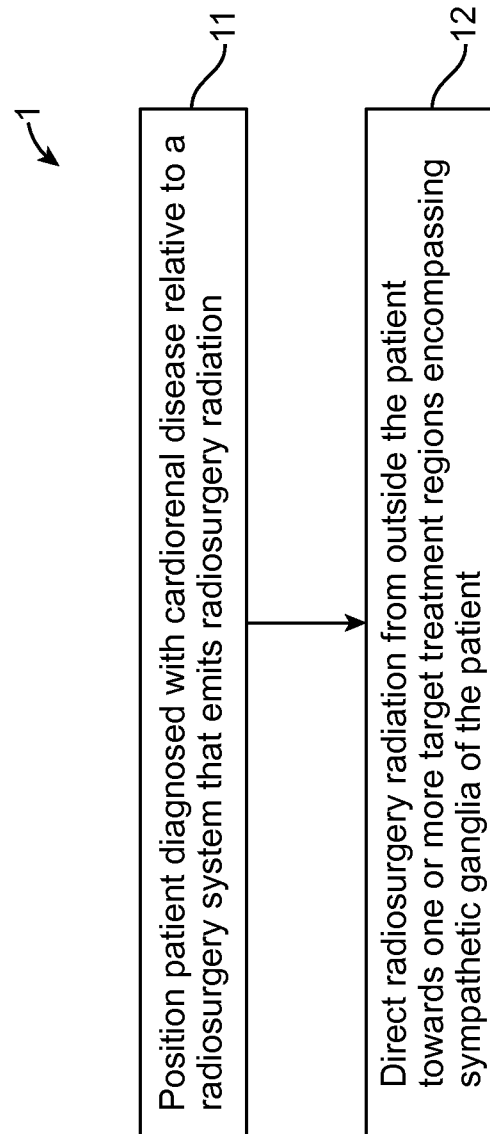 1
Position patient diagnosed with cardiorenal disease relative to a
radiosurgery system that emits radiosurgery radiation
11
Direct radiosurgery radiation from outside the patient
towards one or more target treatment regions encompassing
sympathetic ganglia of the patient
12